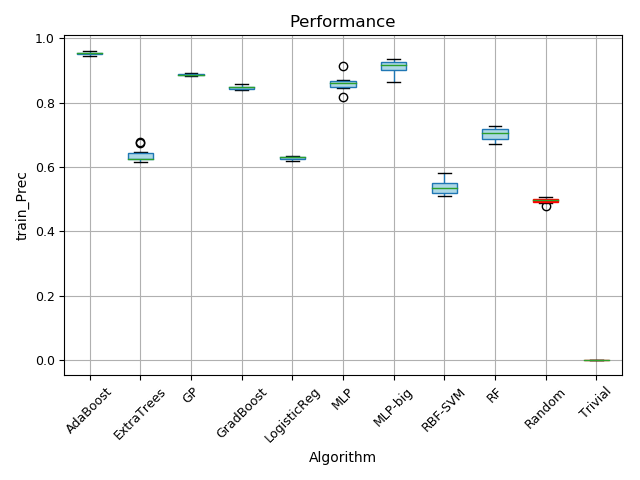 Performance
1.0
0.8
0.6
0.4
0.2
0.0
train_Prec
AdaBoost
ExtraTrees
GP
GradBoost
LogisticReg
MLP
MLP-big
RBF-SVM
RF
Random
Trivial
Algorithm